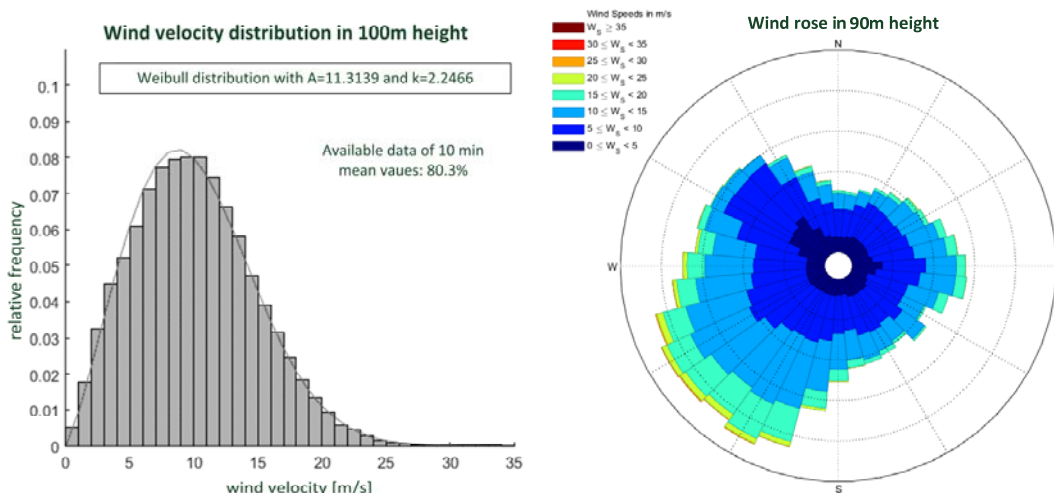 Wind velocity distribution in 100m height
Weibull distribution with A=11.3139 and k=2.2466
Available data of 10 min
mean vaues: 80.3%
relative frequency
0.1
0.09
0.08
0.07
0.06
0.05
0.04
0.03
0.02
0.01
0
0 5 10 15 20 25 30 35
wind velocity [m/s]
Wind Speeds in m/s
W_S ≥ 35
30 ≤ W_S < 35
25 ≤ W_S < 30
20 ≤ W_S < 25
15 ≤ W_S < 20
10 ≤ W_S < 15
5 ≤ W_S < 10
0 ≤ W_S < 5
Wind rose in 90m height
N
W
E
S